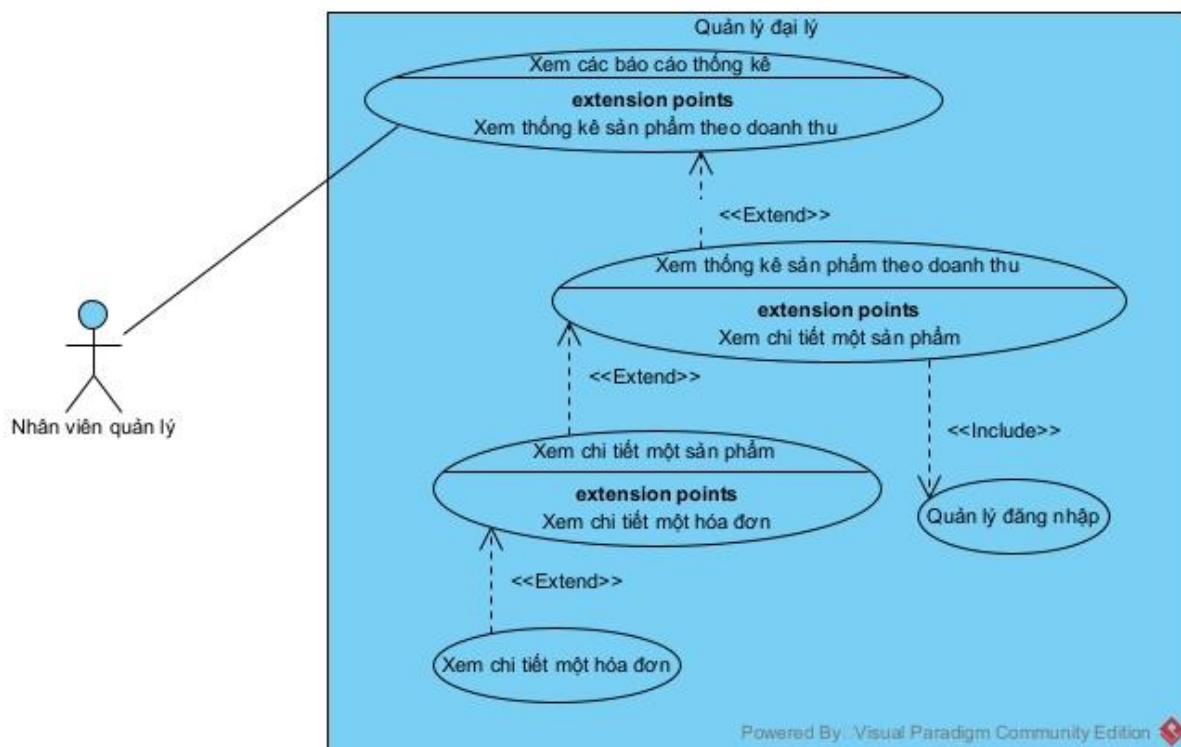 Quản lý đại lý
Xem các báo cáo thống kê
extension points
Xem thống kê sản phẩm theo doanh thu
<<Extend>>
Xem thống kê sản phẩm theo doanh thu
extension points
Xem chi tiết một sản phẩm
<<Extend>>
Nhân viên quản lý
<<Include>>
Xem chi tiết một sản phẩm
extension points
Xem chi tiết một hóa đơn
Quản lý đăng nhập
<<Extend>>
Xem chi tiết một hóa đơn
Powered By Visual Paradigm Community Edition